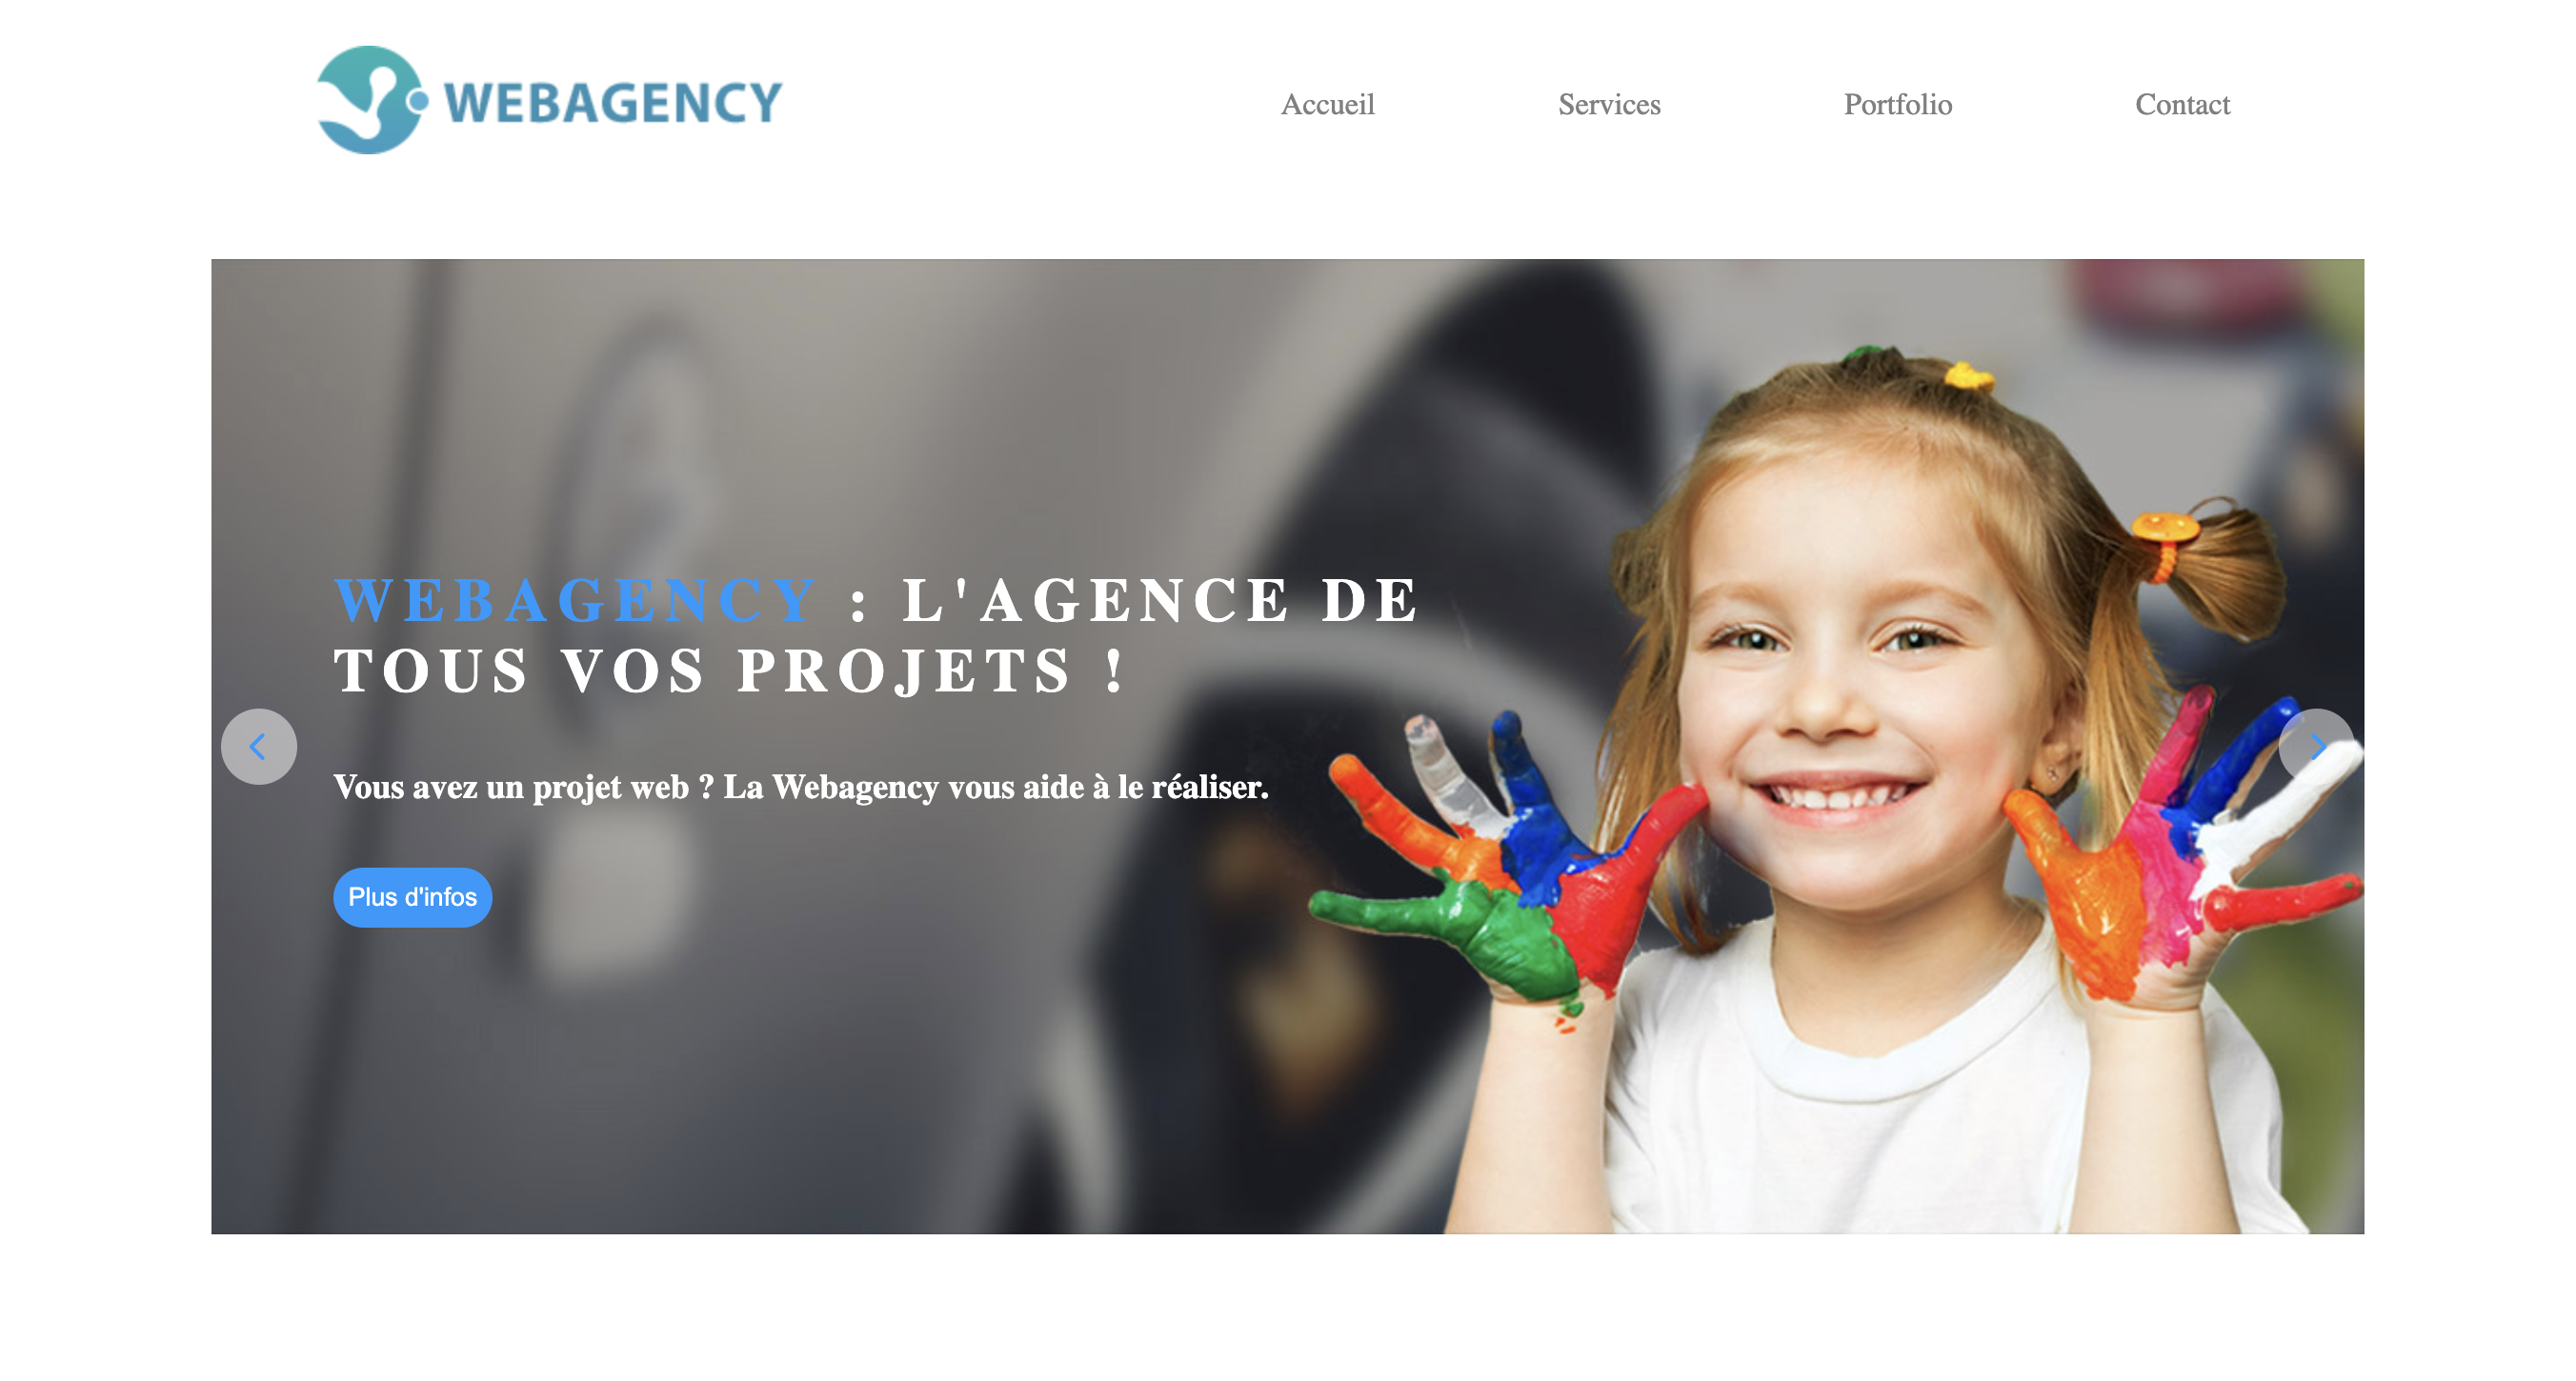 WEBAGENCY
Accueil Services Portfolio Contact
WEBAGENCY : L'AGENCE DE
TOUS VOS PROJETS !
Vous avez un projet web ? La Webagency vous aide à le réaliser.
Plus d'infos